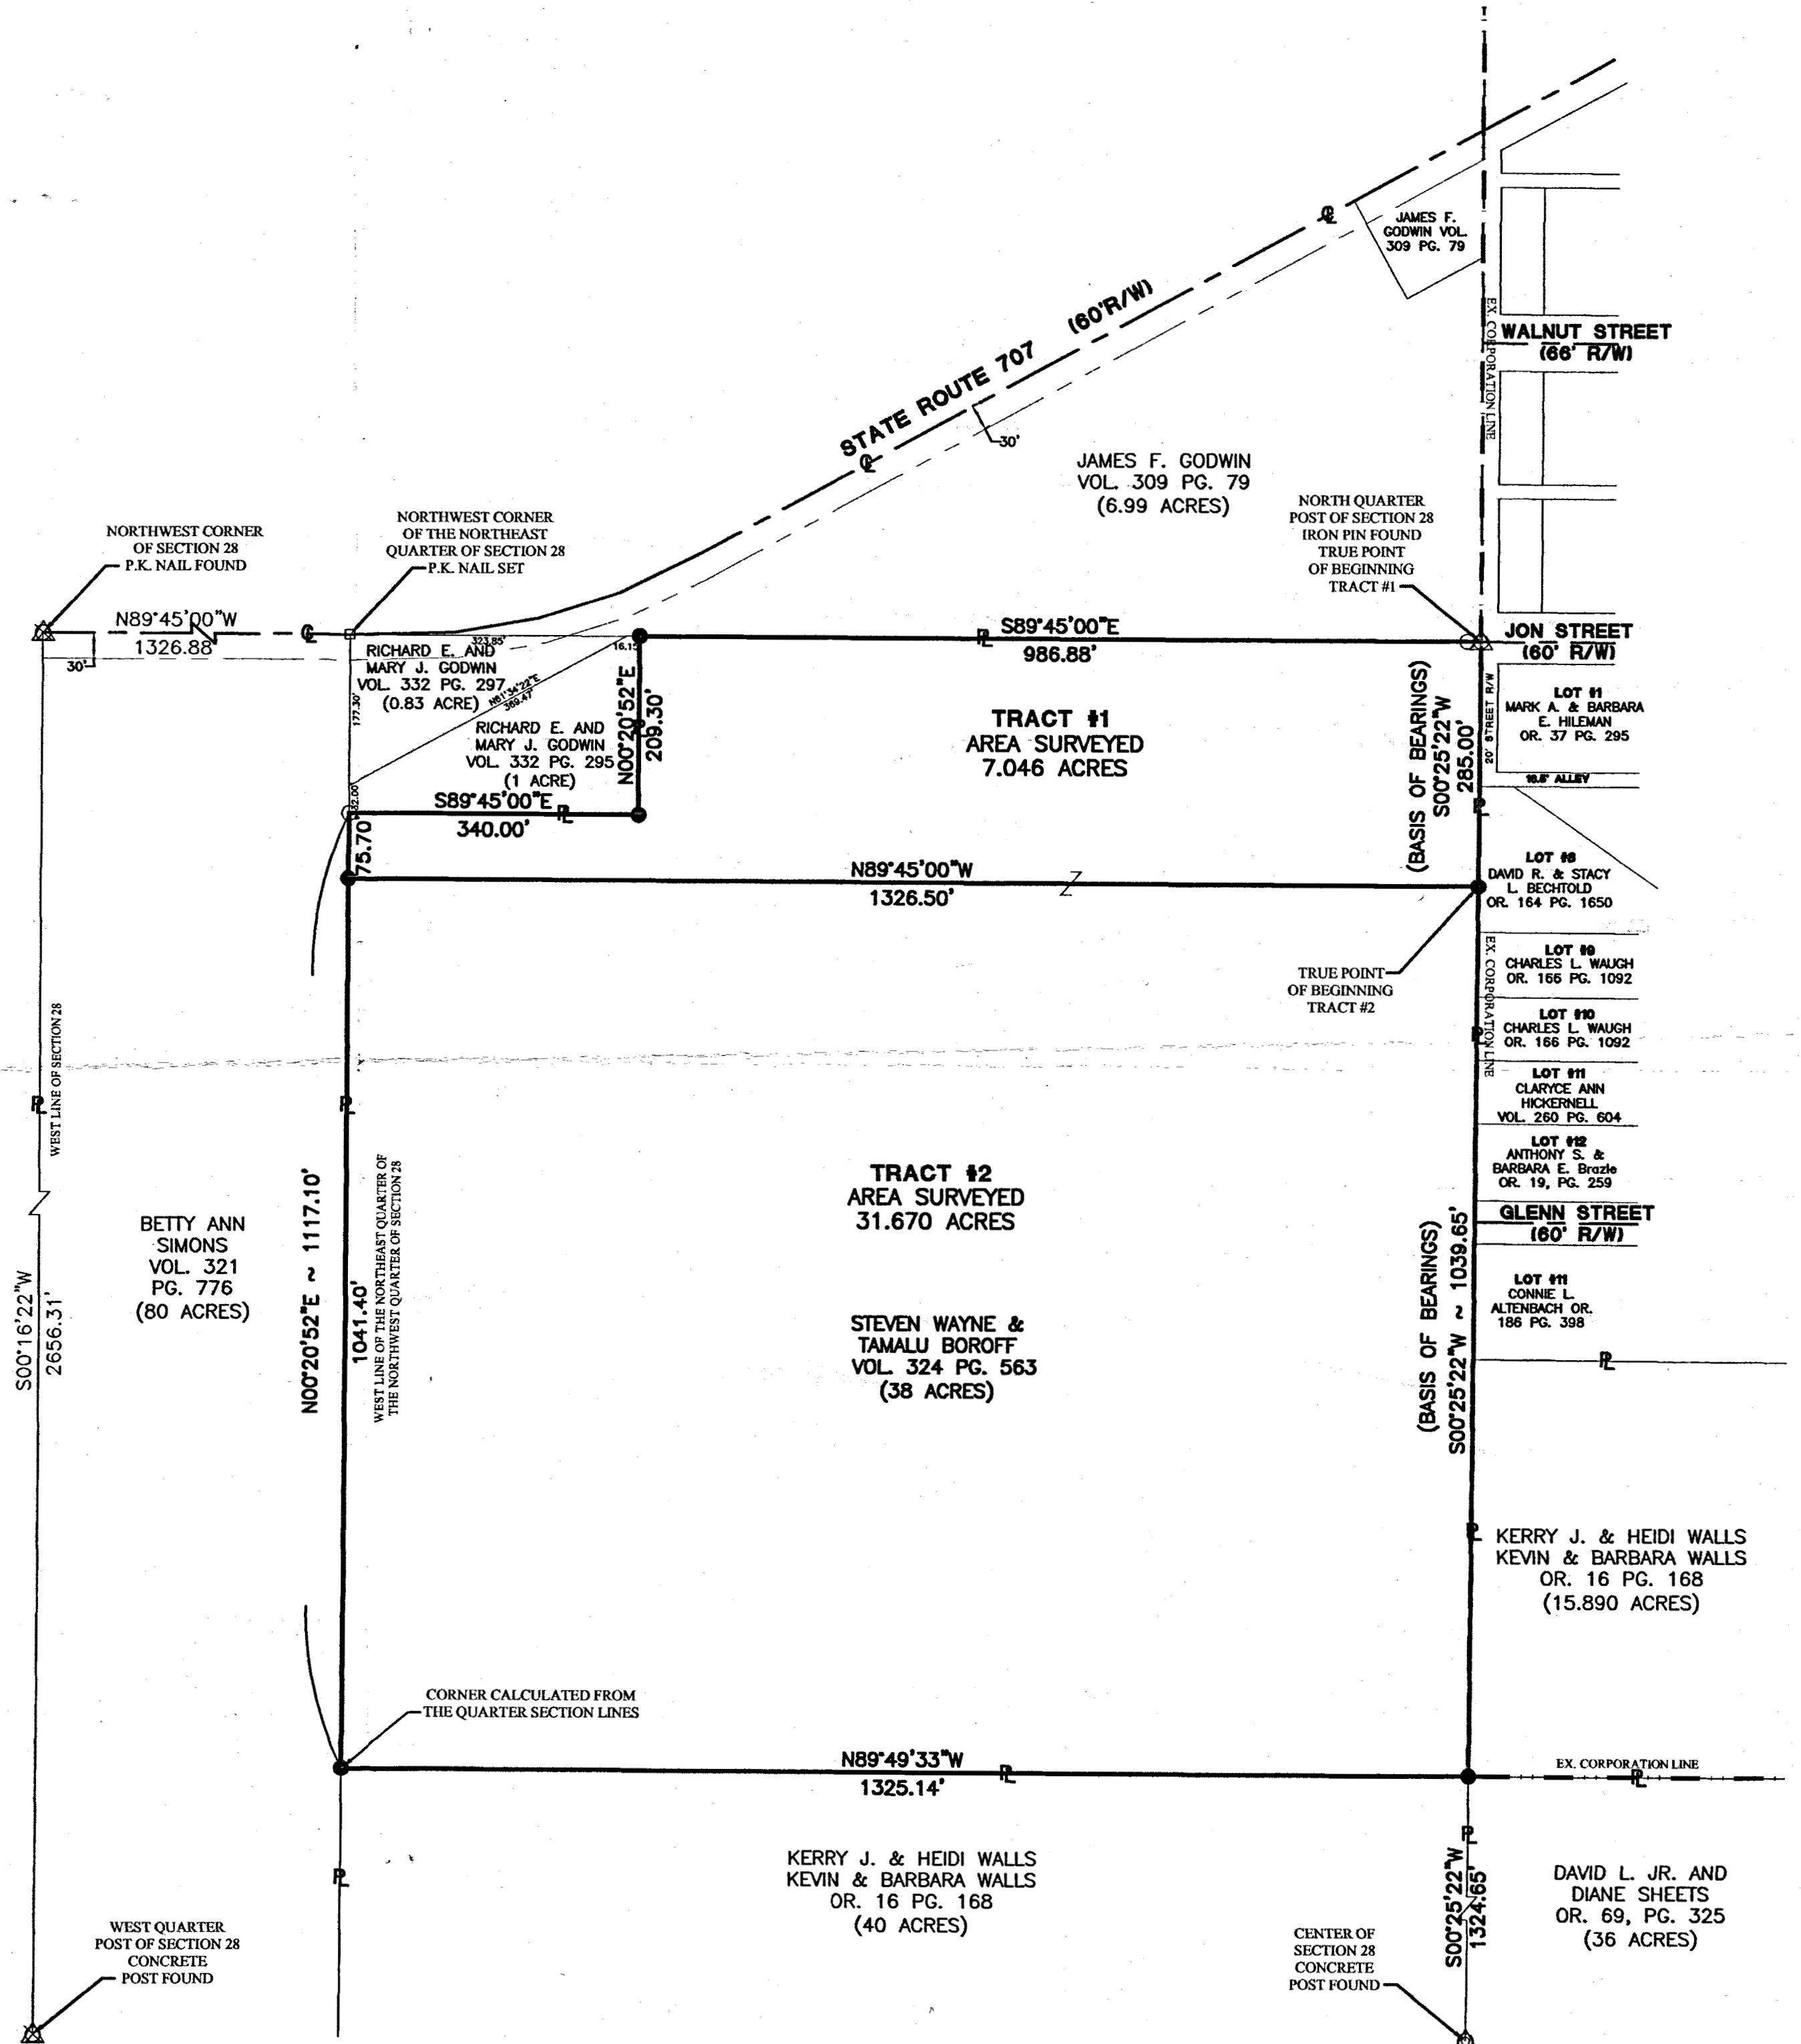 JAMES F.
GODWIN VOL.
309 PG. 79
STATE ROUTE 707 (60'R/W)
30'
EX. CORPORATION LINE
WALNUT STREET
(66' R/W)
JAMES F. GODWIN
VOL. 309 PG. 79
(6.99 ACRES)
NORTHWEST CORNER
OF SECTION 28
P.K. NAIL FOUND
NORTHWEST CORNER
OF THE NORTHEAST
QUARTER OF SECTION 28
P.K. NAIL SET
NORTH QUARTER
POST OF SECTION 28
IRON PIN FOUND
TRUE POINT
OF BEGINNING
TRACT #1
N89°45'00"W
1326.88'
30'
323.85'
16.15'
RICHARD E. AND
MARY J. GODWIN
VOL. 332 PG. 297
(0.83 ACRE)
177.30'
N61°34'22"E
369.47'
RICHARD E. AND
MARY J. GODWIN
VOL. 332 PG. 295
(1 ACRE)
32.00'
N00°20'52"E
209.30'
S89°45'00"E
986.88'
JON STREET
(60' R/W)
TRACT #1
AREA SURVEYED
7.046 ACRES
(BASIS OF BEARINGS)
S00°25'22"W
285.00'
20' STREET R/W
LOT #1
MARK A. & BARBARA
E. HILEMAN
OR. 37 PG. 295
16.5' ALLEY
S89°45'00"E
340.00'
75.70'
N89°45'00"W
1326.50'
LOT #8
DAVID R. & STACY
L. BECHTOLD
OR. 164 PG. 1650
TRUE POINT
OF BEGINNING
TRACT #2
EX. CORPORATION LINE
LOT #9
CHARLES L. WAUGH
OR. 166 PG. 1092
LOT #10
CHARLES L. WAUGH
OR. 166 PG. 1092
LOT #11
CLARYCE ANN
HICKERNELL
VOL. 260 PG. 604
LOT #12
ANTHONY S. &
BARBARA E. Brazle
OR. 19, PG. 259
GLENN STREET
(60' R/W)
LOT #11
CONNIE L.
ALTENBACH OR.
186 PG. 398
WEST LINE OF SECTION 28
S00°16'22"W
2656.31'
BETTY ANN
SIMONS
VOL. 321
PG. 776
(80 ACRES)
N00°20'52"E ~ 1117.10'
1041.40'
WEST LINE OF THE NORTHEAST QUARTER OF
THE NORTHWEST QUARTER OF SECTION 28
TRACT #2
AREA SURVEYED
31.670 ACRES
STEVEN WAYNE &
TAMALU BOROFF
VOL. 324 PG. 563
(38 ACRES)
(BASIS OF BEARINGS)
S00°25'22"W ~ 1039.65'
KERRY J. & HEIDI WALLS
KEVIN & BARBARA WALLS
OR. 16 PG. 168
(15.890 ACRES)
CORNER CALCULATED FROM
THE QUARTER SECTION LINES
N89°49'33"W
1325.14'
EX. CORPORATION LINE
KERRY J. & HEIDI WALLS
KEVIN & BARBARA WALLS
OR. 16 PG. 168
(40 ACRES)
S00°25'22"W
1324.65'
DAVID L. JR. AND
DIANE SHEETS
OR. 69, PG. 325
(36 ACRES)
WEST QUARTER
POST OF SECTION 28
CONCRETE
POST FOUND
CENTER OF
SECTION 28
CONCRETE
POST FOUND